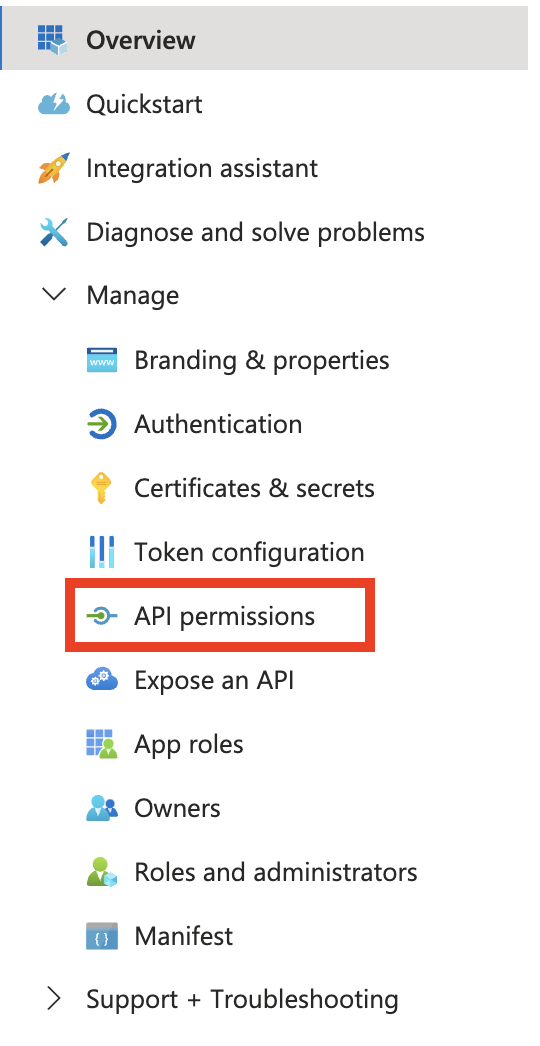 Overview
Quickstart
Integration assistant
Diagnose and solve problems
Manage
www
Branding & properties
Authentication
Certificates & secrets
Token configuration
API permissions
Expose an API
App roles
Owners
Roles and administrators
Manifest
Support + Troubleshooting